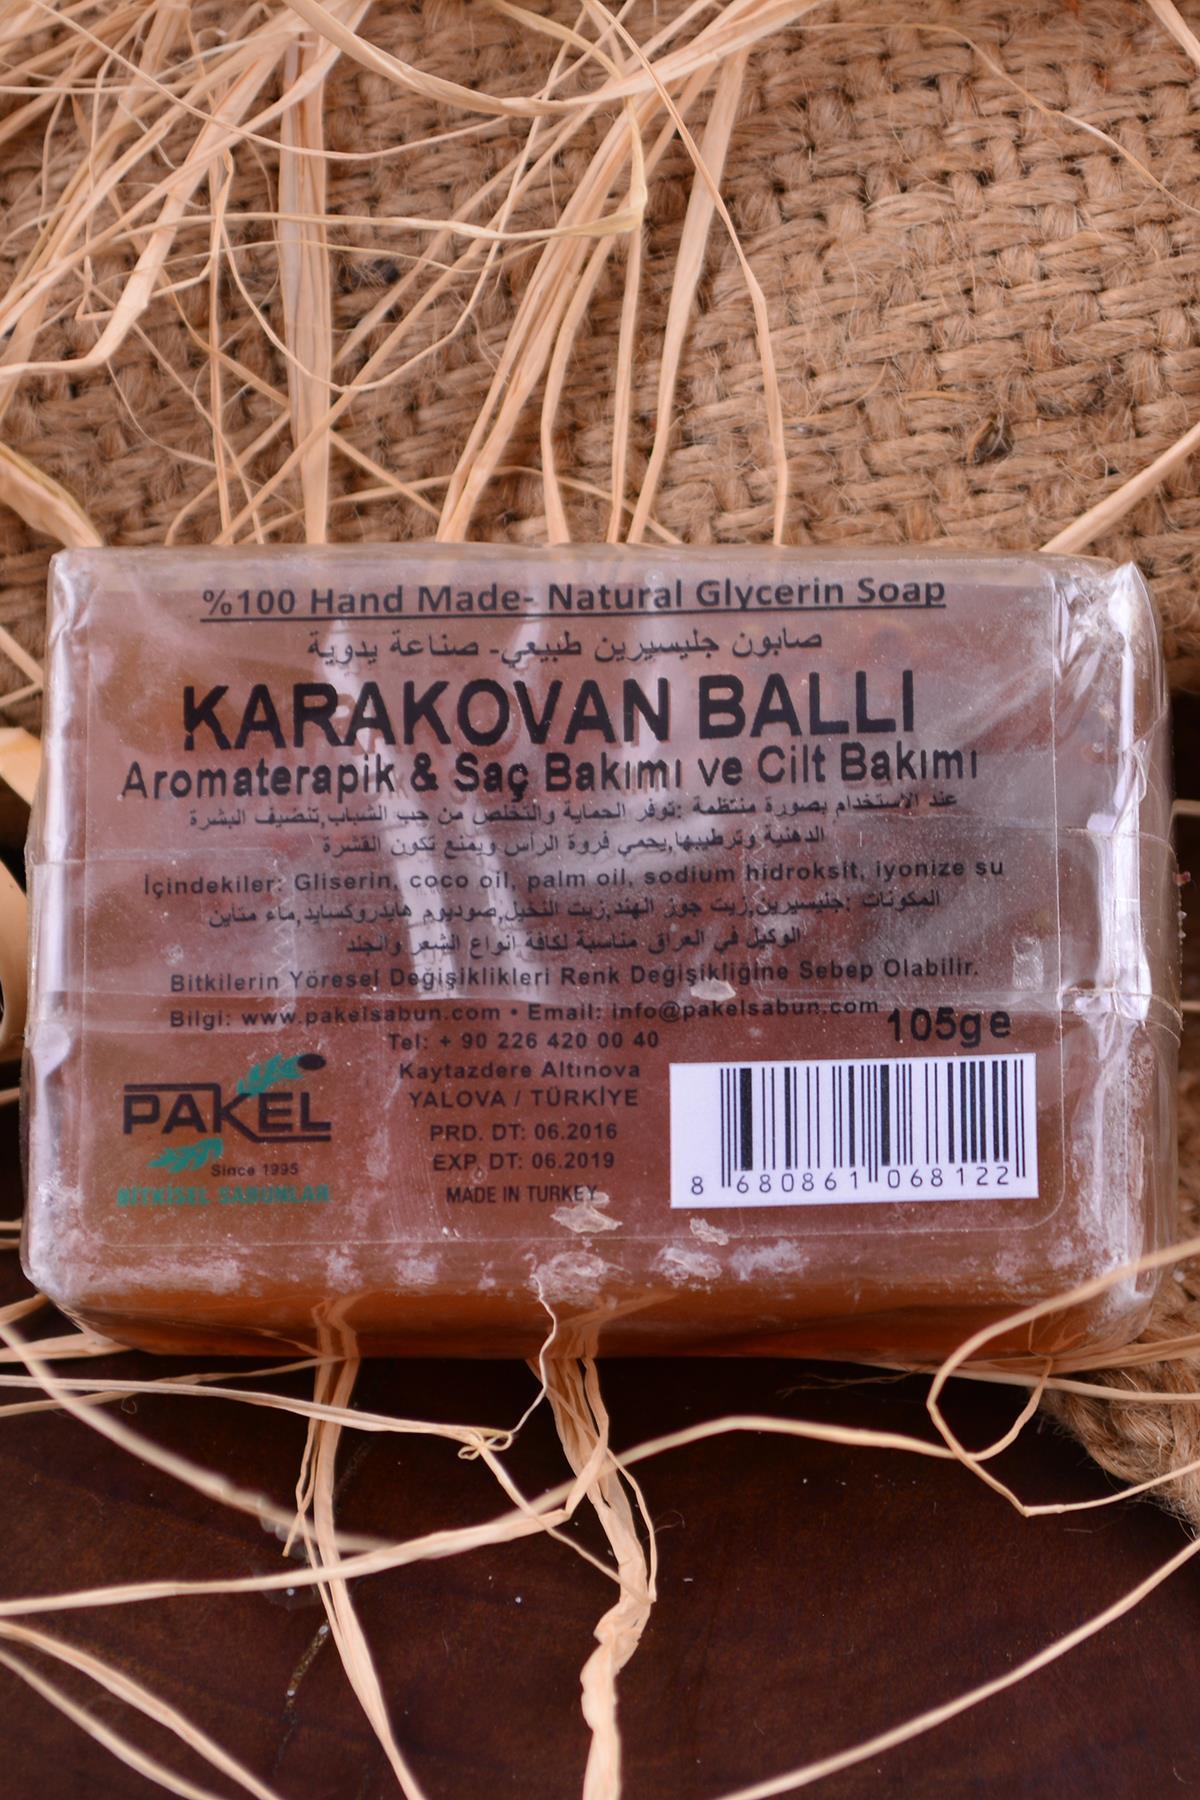 %100 Hand Made- Natural Glycerin Soap
صابون جليسيرين طبيعي- صناعة يدوية
KARAKOVAN BALLI
Aromaterapik & Saç Bakımı ve Cilt Bakımı
عند الاستخدام بصورة منتظمة :توفر الحماية والتخلص من حب الشباب,تنضيف البشرة
الدهنية وترطيبها,يحمي فروة الراس ويمنع تكون القشرة
İçindekiler: Gliserin, coco oil, palm oil, sodium hidroksit, iyonize su
المكونات :جليسيرين,زيت جوز الهند,زيت النخيل,صوديوم هايدروكسايد,ماء متاين
الوكيل في العراق مناسبة لكافة انواع الشعر والجلد
Bitkilerin Yöresel Değişiklikleri Renk Değişikliğine Sebep Olabilir.
Bilgi: www.pakelsabun.com • Email: info@pakelsabun.com
105ge
Tel: + 90 226 420 00 40
Kaytazdere Altınova
YALOVA / TÜRKİYE
PRD. DT: 06.2016
EXP. DT: 06.2019
MADE IN TURKEY
PAKEL
Since 1995
BİTKİSEL SABUNLAR
8 680861 068122